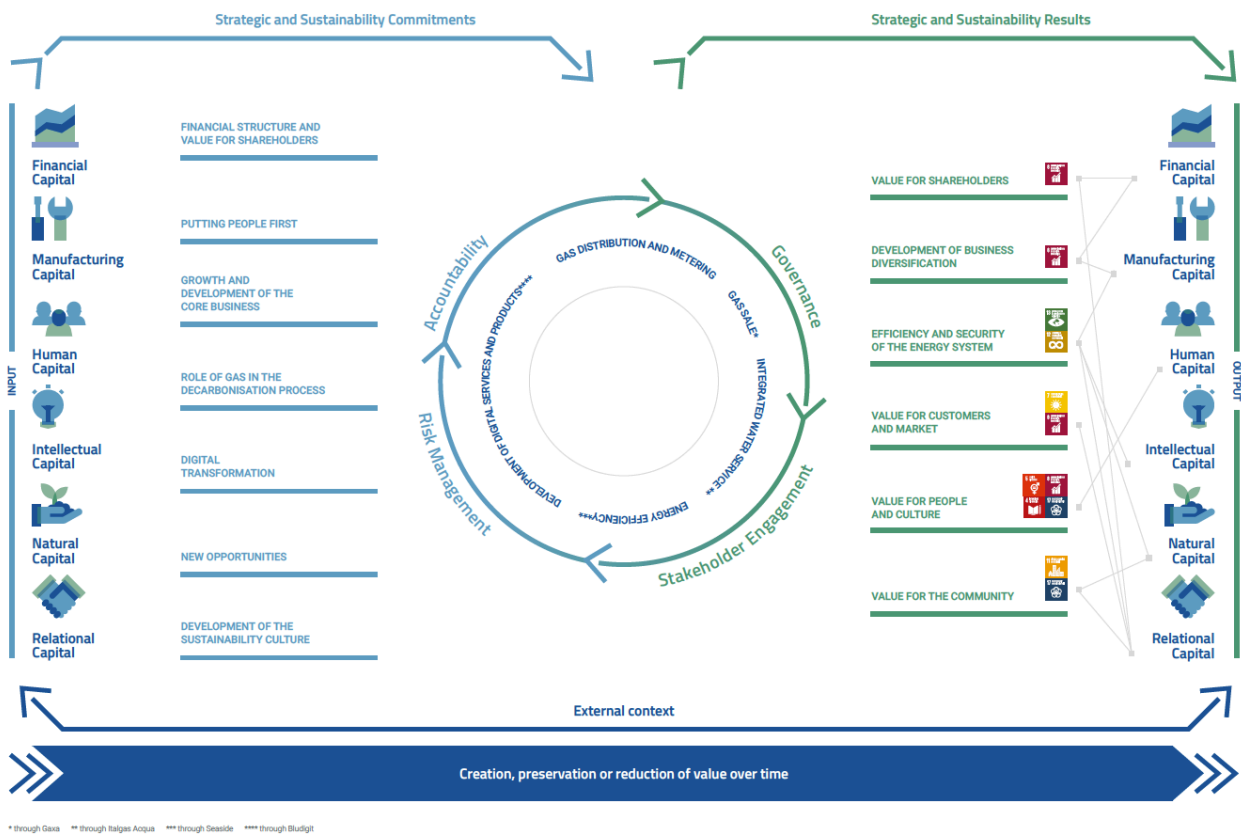 Strategic and Sustainability Commitments
Strategic and Sustainability Results
INPUT
Financial
Capital
Manufacturing
Capital
Human
Capital
Intellectual
Capital
Natural
Capital
Relational
Capital
FINANCIAL STRUCTURE AND
VALUE FOR SHAREHOLDERS
PUTTING PEOPLE FIRST
GROWTH AND
DEVELOPMENT OF THE
CORE BUSINESS
ROLE OF GAS IN THE
DECARBONISATION PROCESS
DIGITAL
TRANSFORMATION
NEW OPPORTUNITIES
DEVELOPMENT OF THE
SUSTAINABILITY CULTURE
Accountability
Governance
Stakeholder Engagement
Risk Management
GAS DISTRIBUTION AND METERING
GAS SALE*
INTEGRATED WATER SERVICE**
ENERGY EFFICIENCY***
DEVELOPMENT OF DIGITAL SERVICES AND PRODUCTS****
VALUE FOR SHAREHOLDERS
DEVELOPMENT OF BUSINESS
DIVERSIFICATION
EFFICIENCY AND SECURITY
OF THE ENERGY SYSTEM
VALUE FOR CUSTOMERS
AND MARKET
VALUE FOR PEOPLE
AND CULTURE
VALUE FOR THE COMMUNITY
Financial
Capital
Manufacturing
Capital
Human
Capital
Intellectual
Capital
Natural
Capital
Relational
Capital
OUTPUT
External context
Creation, preservation or reduction of value over time
* through Gaxa ** through Italgas Acqua *** through Seaside **** through Bludigit